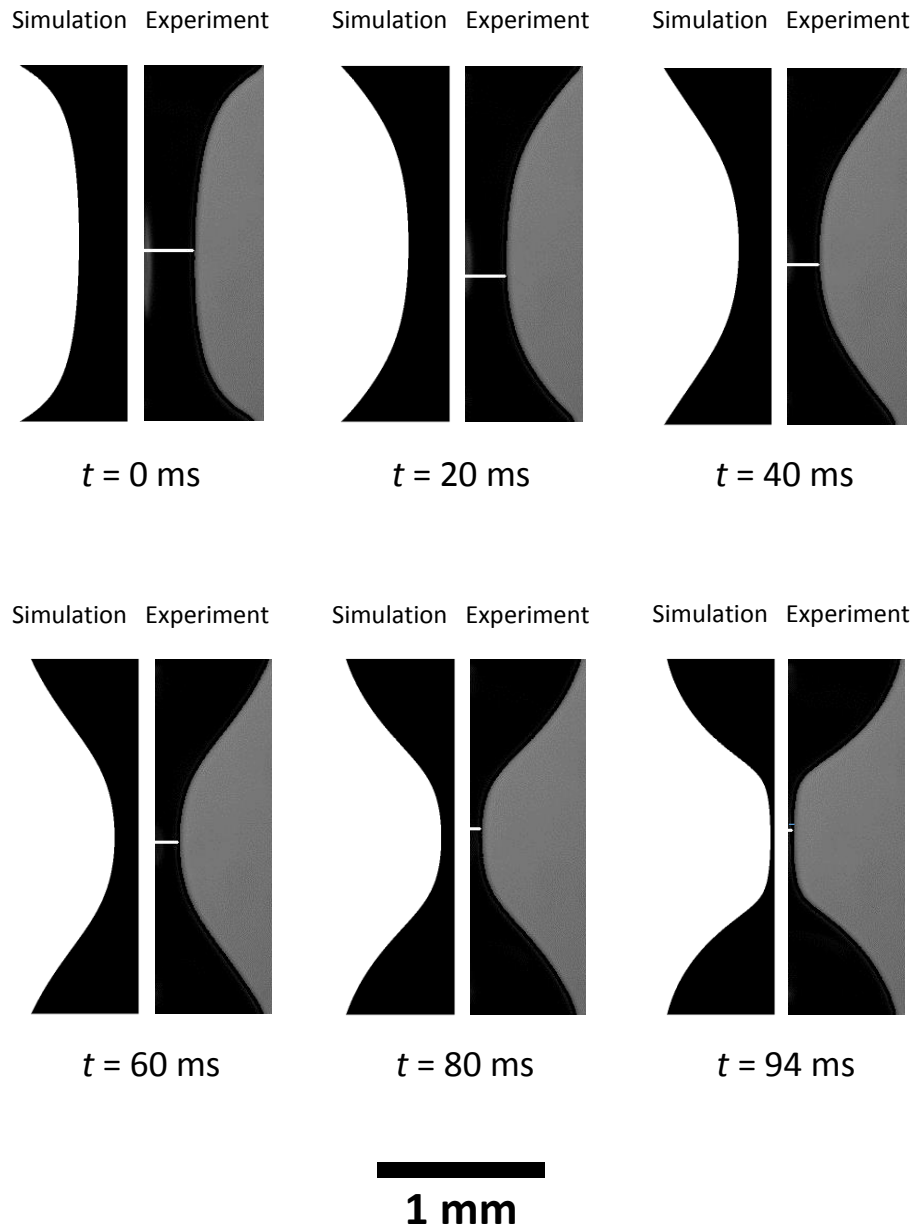 Simulation Experiment Simulation Experiment Simulation Experiment
t = 0 ms t = 20 ms t = 40 ms
Simulation Experiment Simulation Experiment Simulation Experiment
t = 60 ms t = 80 ms t = 94 ms
1 mm